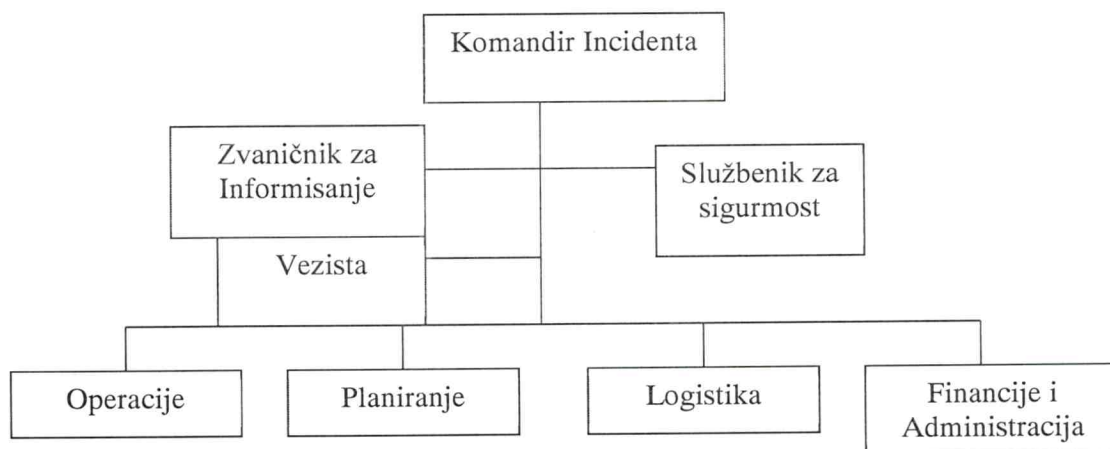 Komandir Incidenta
Zvaničnik za
Informisanje
Službenik za
sigurmost
Vezista
Operacije
Planiranje
Logistika
Financije i
Administracija